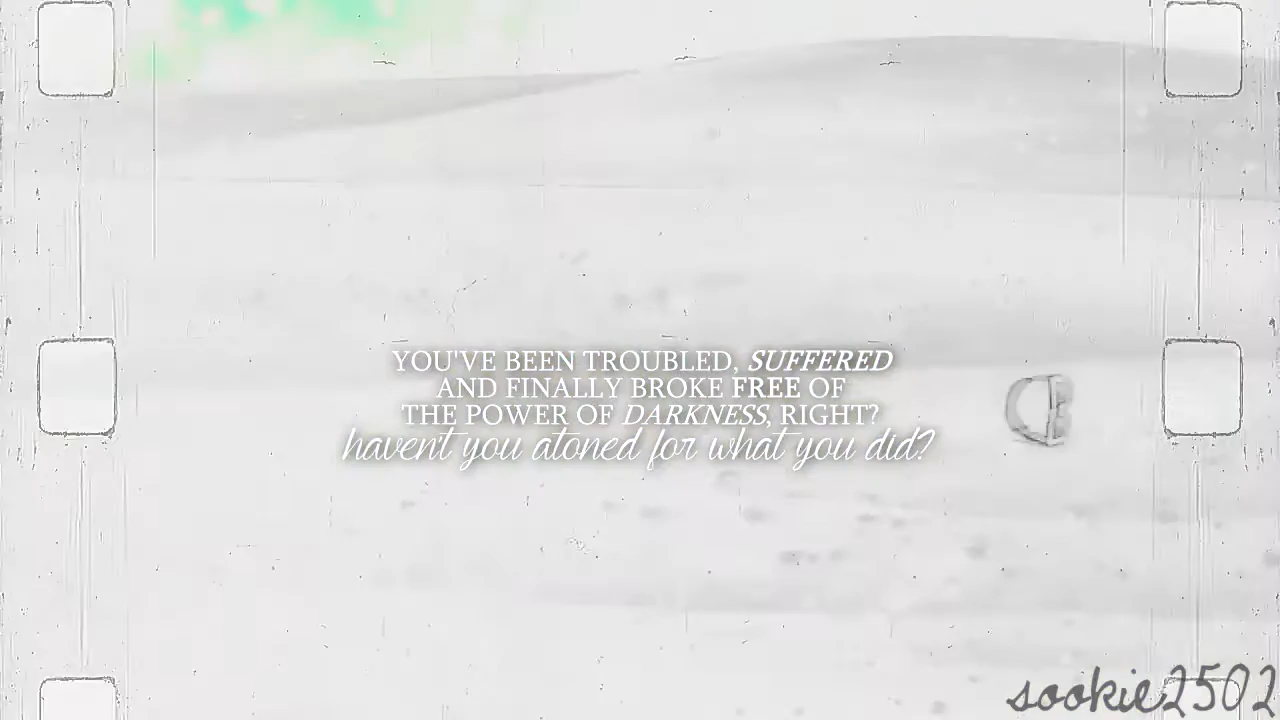 YOU'VE BEEN TROUBLED, SUFFERED
AND FINALLY BROKE FREE OF
THE POWER OF DARKNESS, RIGHT?
haven't you atoned for what you did?
sookie2502